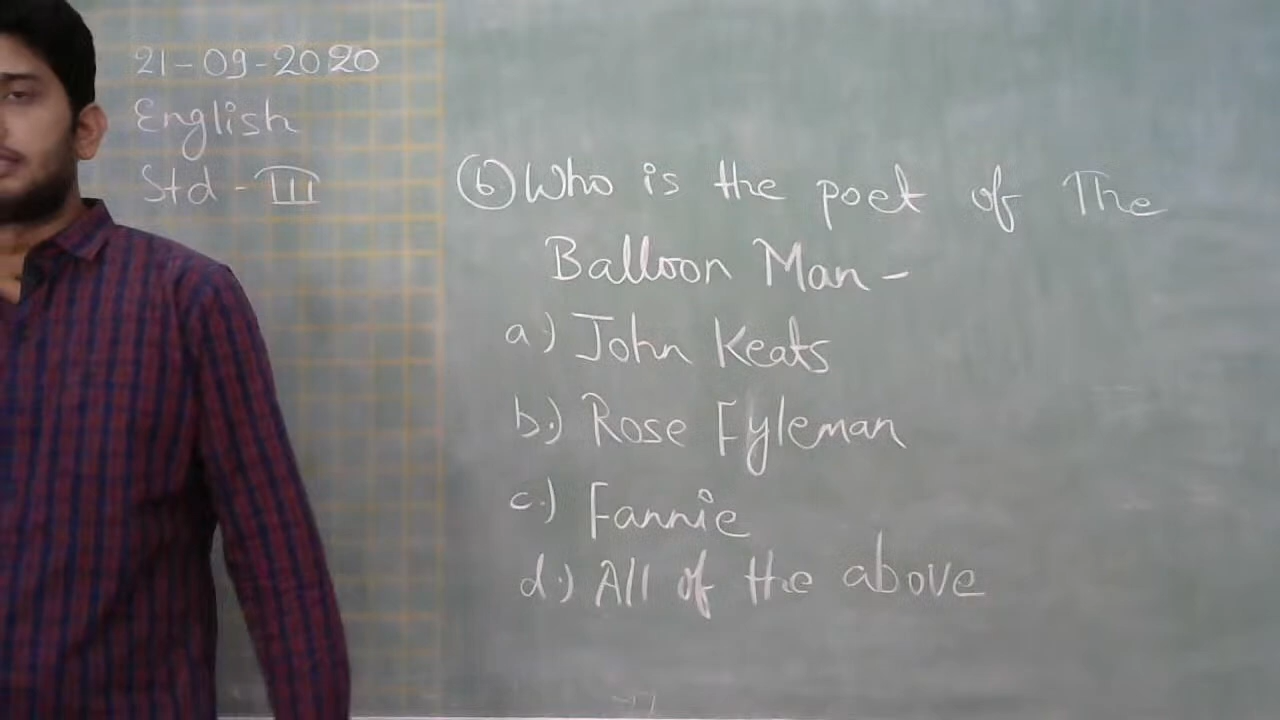 21-09-2020
English
Std - III
(6) Who is the poet of The
Balloon Man -
a.) John Keats
b.) Rose Fyleman
c.) Fannie
d.) All of the above